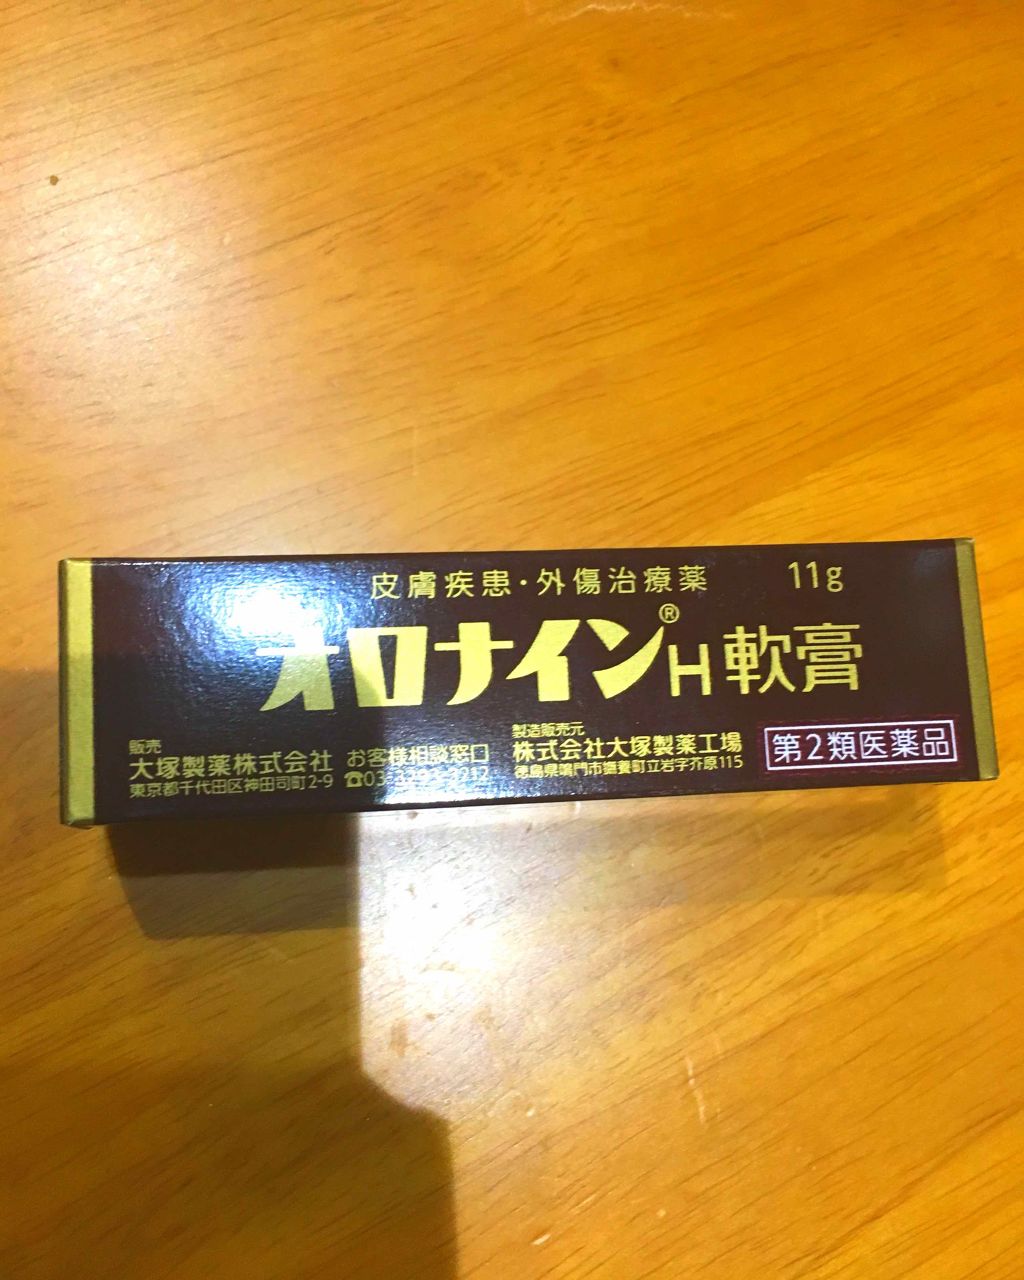 皮膚疾患・外傷治療薬 11g
オロナイン®H軟膏
販売
大塚製薬株式会社
東京都千代田区神田司町2-9
お客様相談窓口
製造販売元
株式会社大塚製薬工場
徳島県鳴門市撫養町立岩字芥原115
第2類医薬品